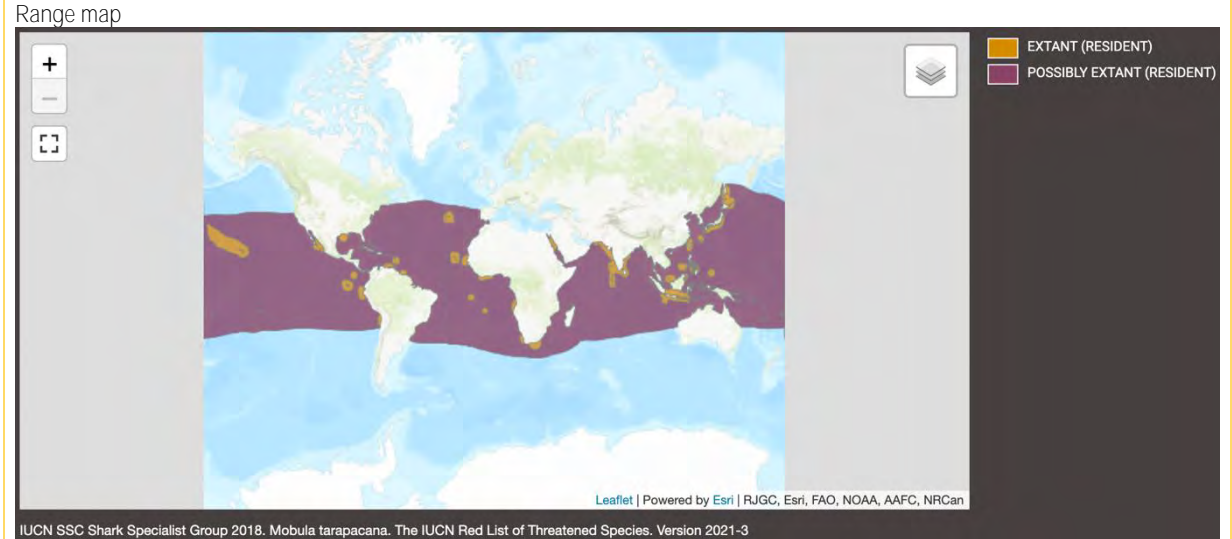 Range map
+
−
EXTANT (RESIDENT)
POSSIBLY EXTANT (RESIDENT)
Leaflet | Powered by Esri | RJGC, Esri, FAO, NOAA, AAFC, NRCan
IUCN SSC Shark Specialist Group 2018. Mobula tarapacana. The IUCN Red List of Threatened Species. Version 2021-3